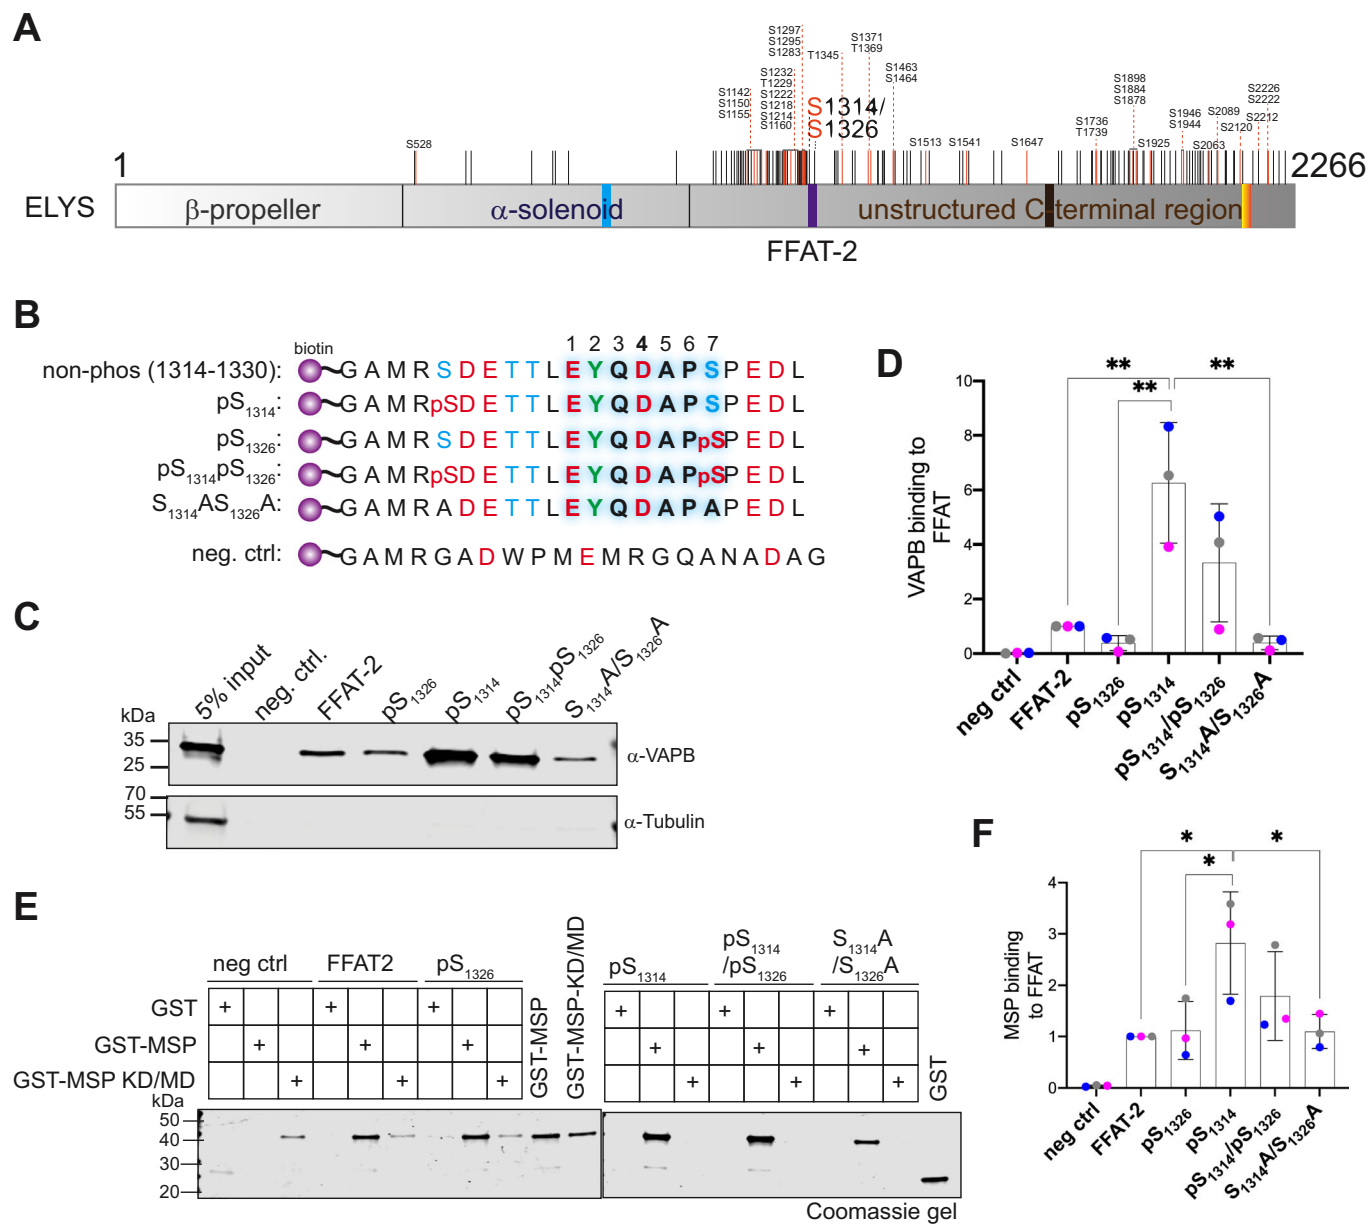 A
S1297
S1295
S1283
S1371
T1369
T1345
S1232
T1229
S1222
S1218
S1214
S1160
S1463
S1464
S1142
S1150
S1155
S1314/
S1326
S1898
S1884
S1878
S2226
S2222
S1736
T1739
S1946
S1944
S2089
S2212
S2120
S528
S1513
S1541
S1647
S1925
S2063
1
2266
ELYS
β-propeller
α-solenoid
unstructured C-terminal region
FFAT-2
B
biotin
1 2 3 4 5 6 7
non-phos (1314-1330): G A M R S D E T T L E Y Q D A P S P E D L
pS1314: G A M R pS D E T T L E Y Q D A P S P E D L
pS1326: G A M R S D E T T L E Y Q D A P pS P E D L
pS1314pS1326: G A M R pS D E T T L E Y Q D A P pS P E D L
S1314AS1326A: G A M R A D E T T L E Y Q D A P A P E D L
neg. ctrl: G A M R G A D W P M E M R G Q A N A D A G
C
5% input
neg. ctrl.
FFAT-2
pS1326
pS1314
pS1314pS1326
S1314A/S1326A
kDa
35
25
α-VAPB
70
55
α-Tubulin
D
** ** **
VAPB binding to
FFAT
10
8
6
4
2
0
neg ctrl
FFAT-2
pS1326
pS1314
pS1314/pS1326
S1314A/S1326A
E
neg ctrl FFAT2 pS1326 GST-MSP GST-MSP-KD/MD pS1314 pS1314/pS1326 S1314A/S1326A GST
GST + + + + + +
GST-MSP + + + + +
GST-MSP KD/MD + + + + + +
kDa
50
40
30
20
Coomassie gel
F
* * *
MSP binding
to FFAT
4
3
2
1
0
neg ctrl
FFAT-2
pS1326
pS1314
pS1314/pS1326
S1314A/S1326A